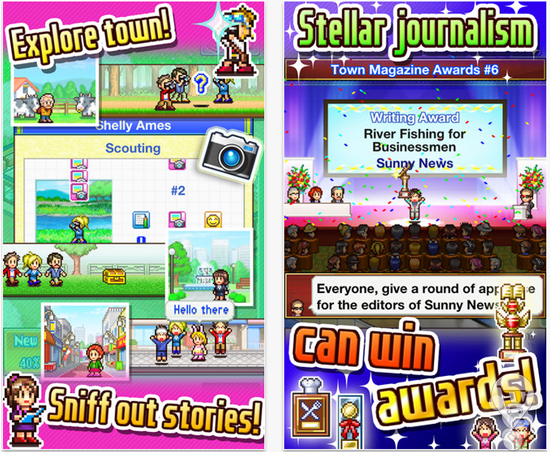 Explore town!
Shelly Ames
Scouting
#2
?
Hello there
New
40%
Sniff out stories!
Stellar journalism
Town Magazine Awards #6
Writing Award
River Fishing for
Businessmen
Sunny News
Everyone, give a round of
for the editors of Sunny News
can win
awards!